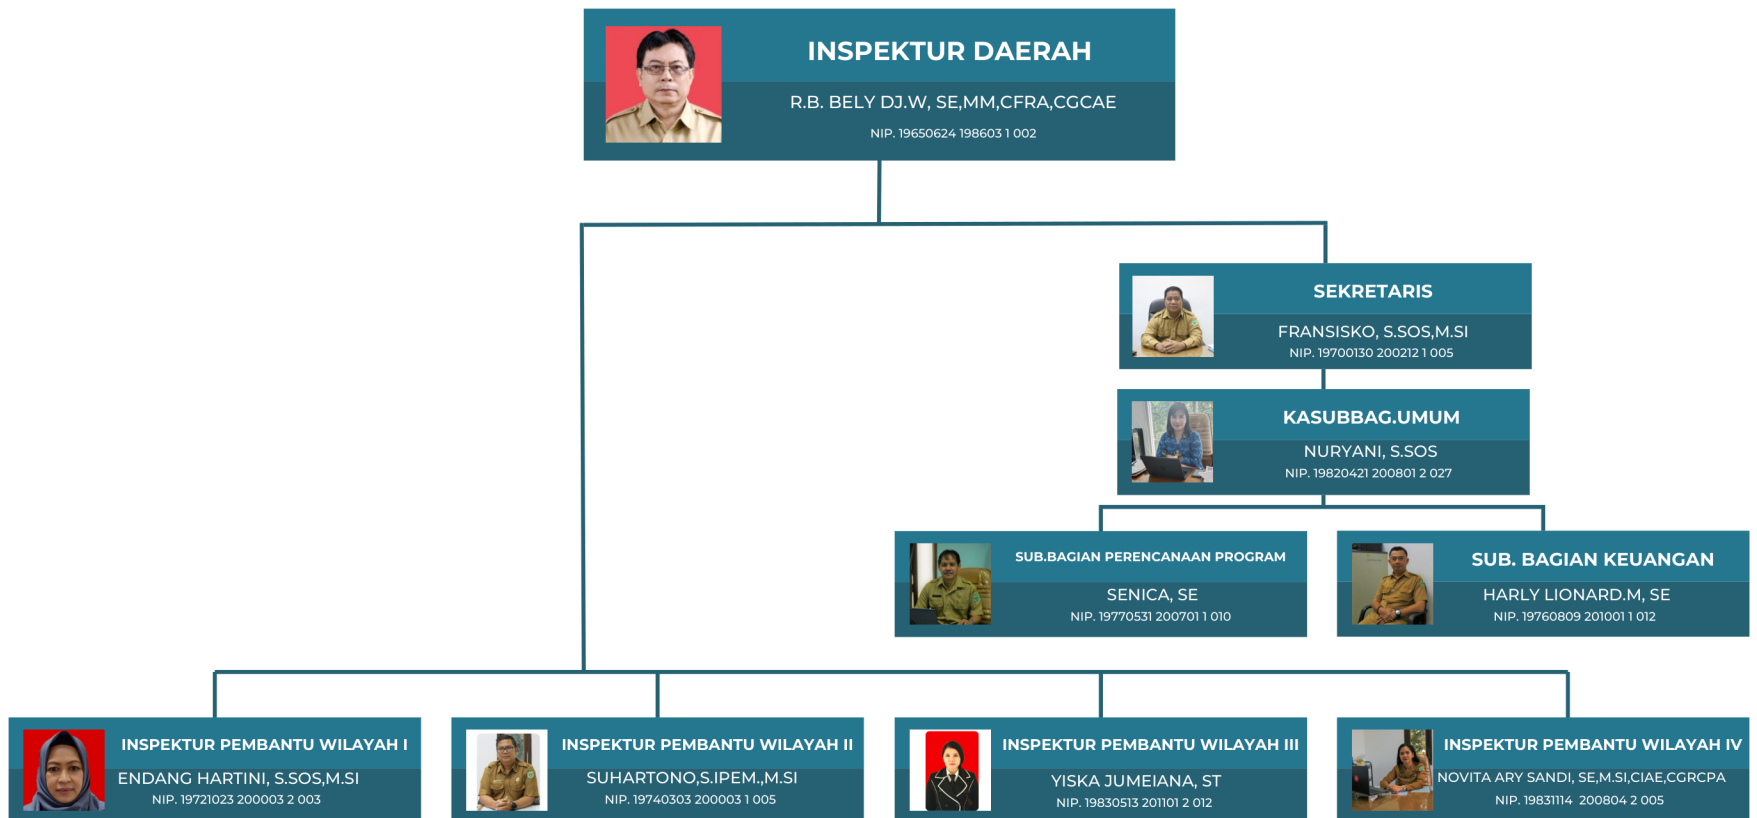 INSPEKTUR DAERAH
R.B. BELY DJ.W, SE,MM,CFRA,CGCAE
NIP. 19650624 198603 1 002
SEKRETARIS
FRANSISKO, S.SOS,M.SI
NIP. 19700130 200212 1 005
KASUBBAG.UMUM
NURYANI, S.SOS
NIP. 19820421 200801 2 027
SUB.BAGIAN PERENCANAAN PROGRAM
SENICA, SE
NIP. 19770531 200701 1 010
SUB. BAGIAN KEUANGAN
HARLY LIONARD.M, SE
NIP. 19760809 201001 1 012
INSPEKTUR PEMBANTU WILAYAH I
ENDANG HARTINI, S.SOS,M.SI
NIP. 19721023 200003 2 003
INSPEKTUR PEMBANTU WILAYAH II
SUHARTONO,S.IPEM.,M.SI
NIP. 19740303 200003 1 005
INSPEKTUR PEMBANTU WILAYAH III
YISKA JUMEIANA, ST
NIP. 19830513 201101 2 012
INSPEKTUR PEMBANTU WILAYAH IV
NOVITA ARY SANDI, SE,M.SI,CIAE,CGRCPA
NIP. 19831114 200804 2 005